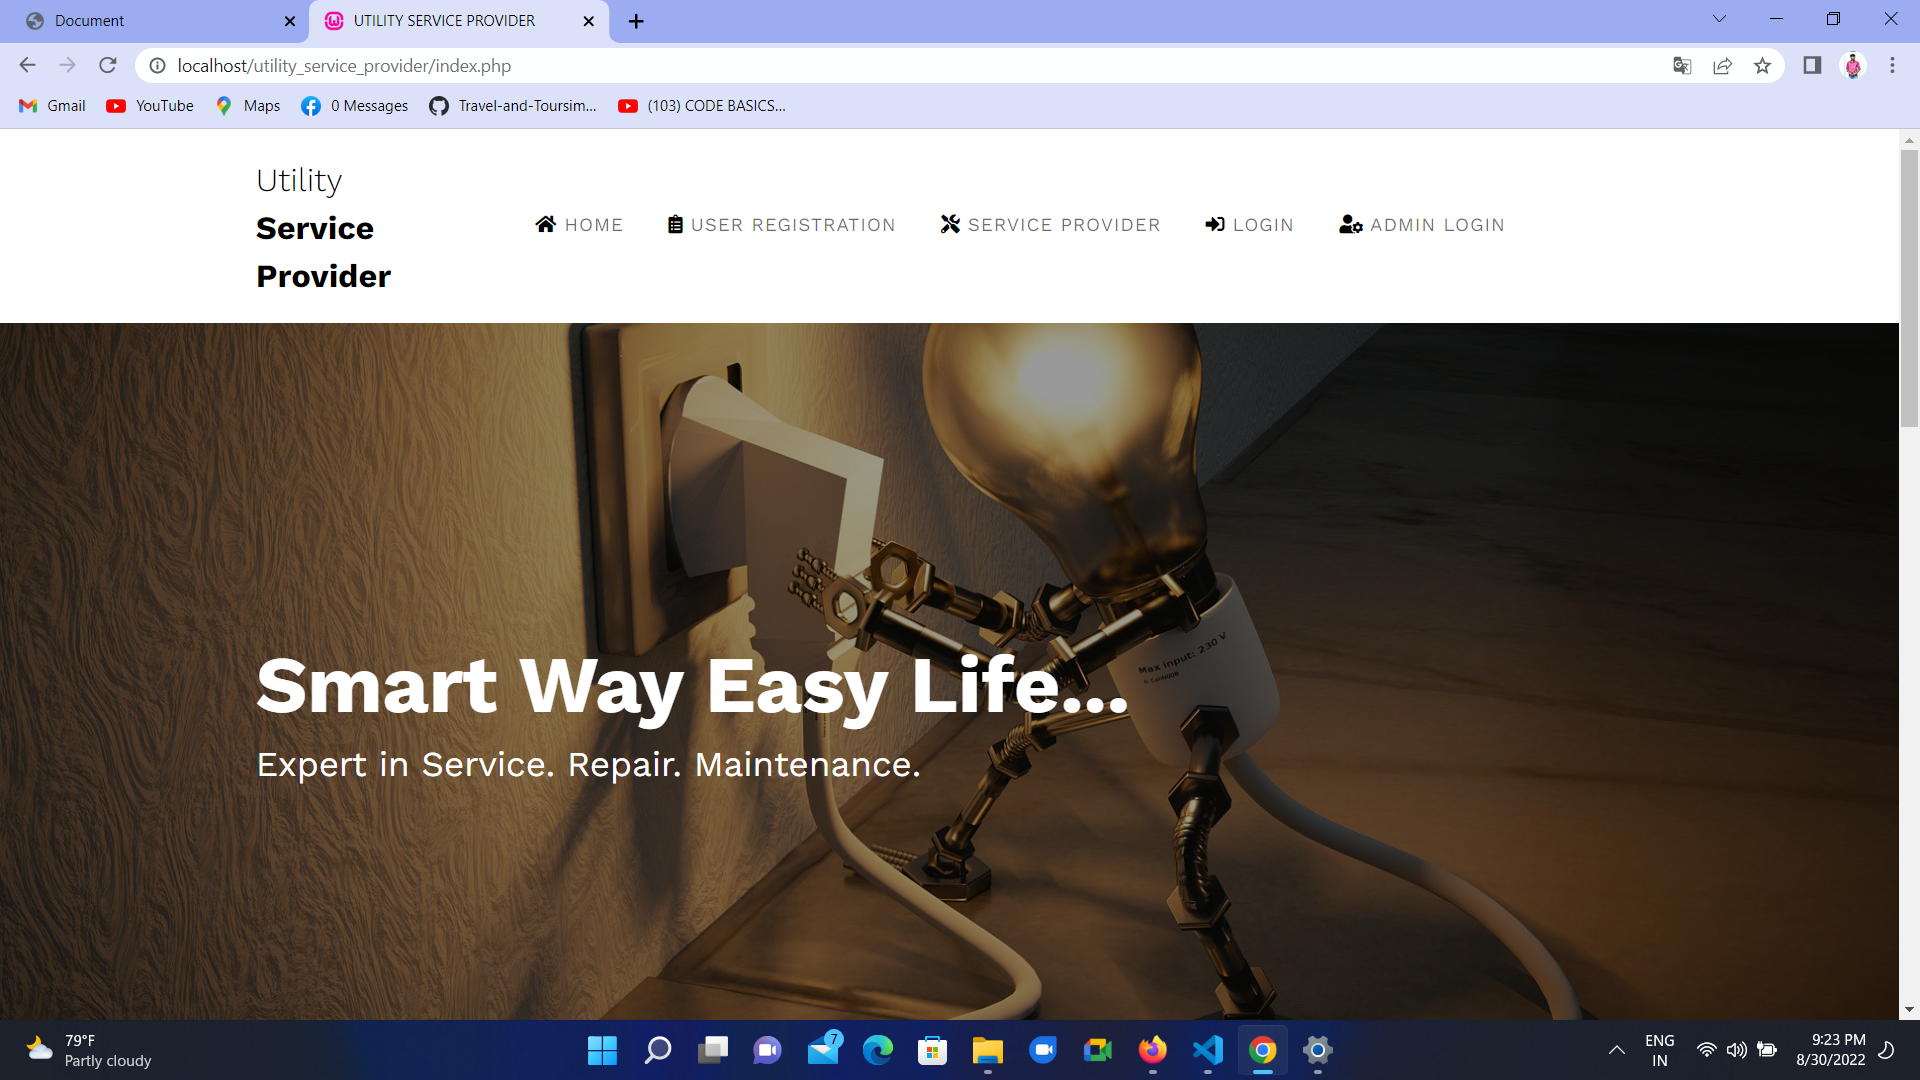 Document
UTILITY SERVICE PROVIDER
localhost/utility_service_provider/index.php
Gmail
YouTube
Maps
0 Messages
Travel-and-Toursim...
(103) CODE BASICS...
Utility
Service
Provider
HOME
USER REGISTRATION
SERVICE PROVIDER
LOGIN
ADMIN LOGIN
Max input: 230 V
Smart Way Easy Life...
Expert in Service. Repair. Maintenance.
79°F
Partly cloudy
7
ENG
IN
9:23 PM
8/30/2022